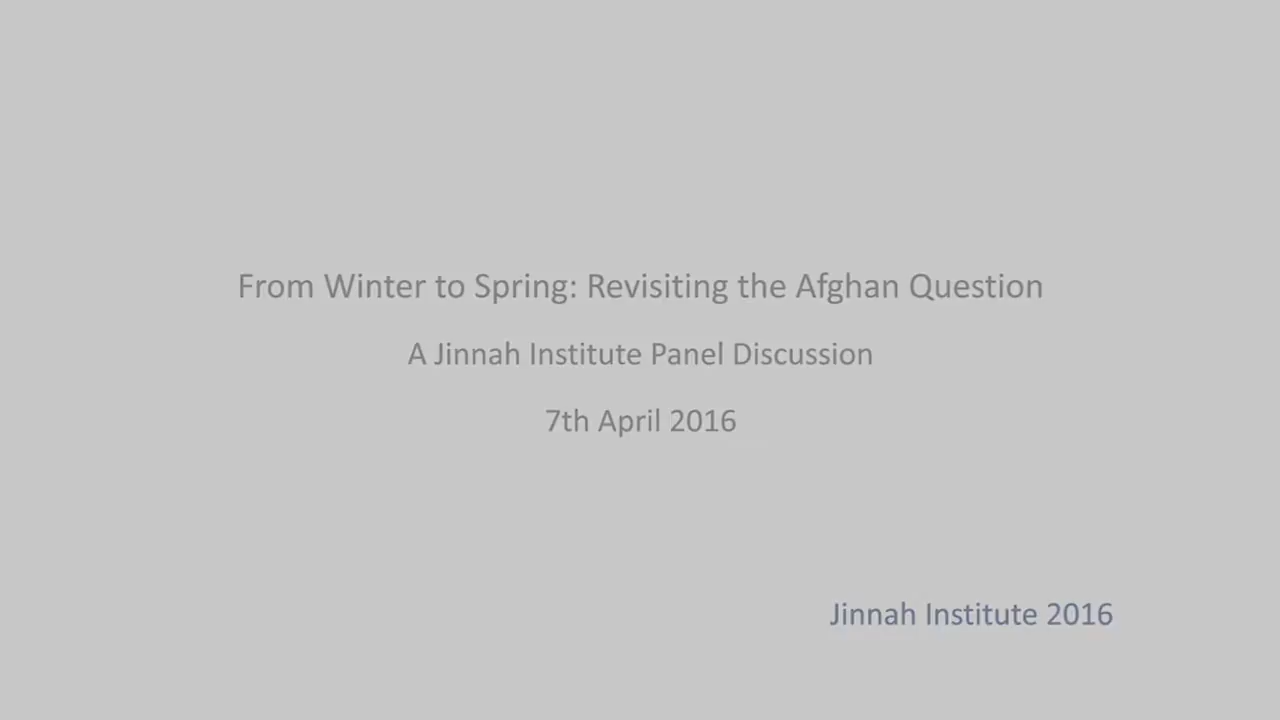 From Winter to Spring: Revisiting the Afghan Question
A Jinnah Institute Panel Discussion
7th April 2016
Jinnah Institute 2016